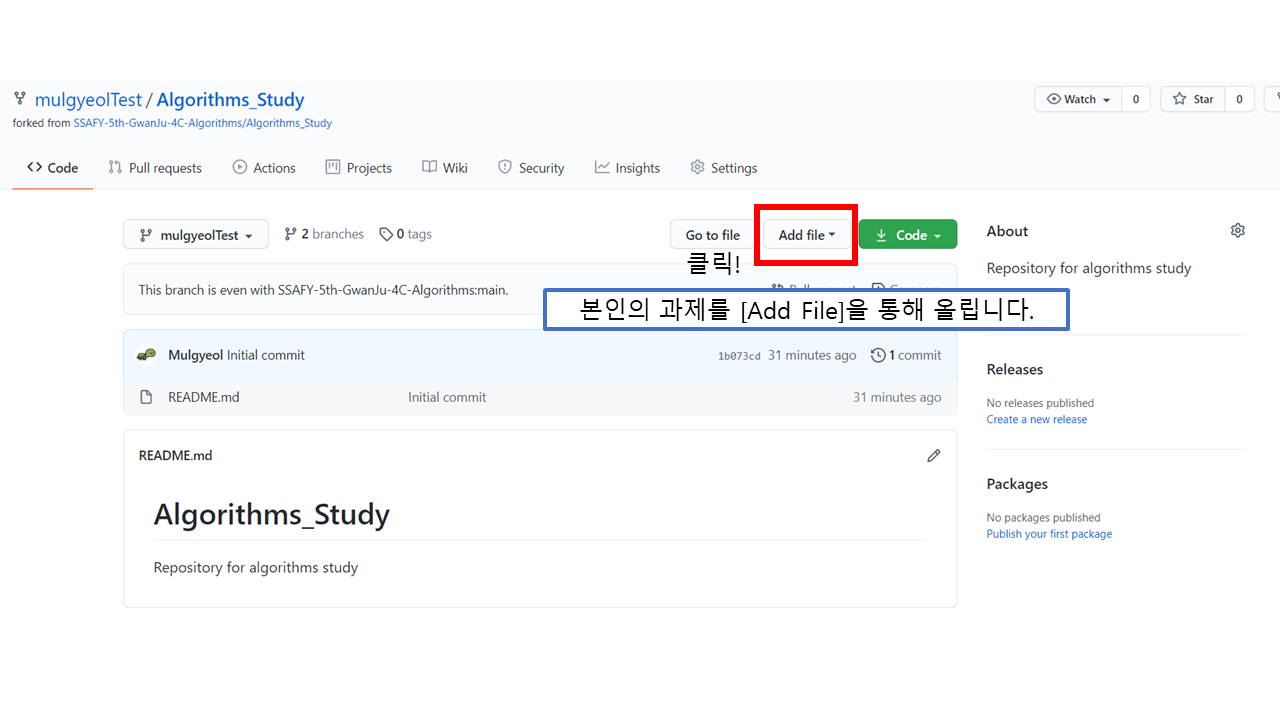 mulgyeolTest / Algorithms_Study
Watch 0 Star 0
forked from SSAFY-5th-GwanJu-4C-Algorithms/Algorithms_Study
Code Pull requests Actions Projects Wiki Security Insights Settings
mulgyeolTest 2 branches 0 tags Go to file Add file Code
클릭!
This branch is even with SSAFY-5th-GwanJu-4C-Algorithms:main.
본인의 과제를 [Add File]을 통해 올립니다.
Mulgyeol Initial commit 1b073cd 31 minutes ago 1 commit
README.md Initial commit 31 minutes ago
README.md
Algorithms_Study
Repository for algorithms study
About
Repository for algorithms study
Releases
No releases published
Create a new release
Packages
No packages published
Publish your first package